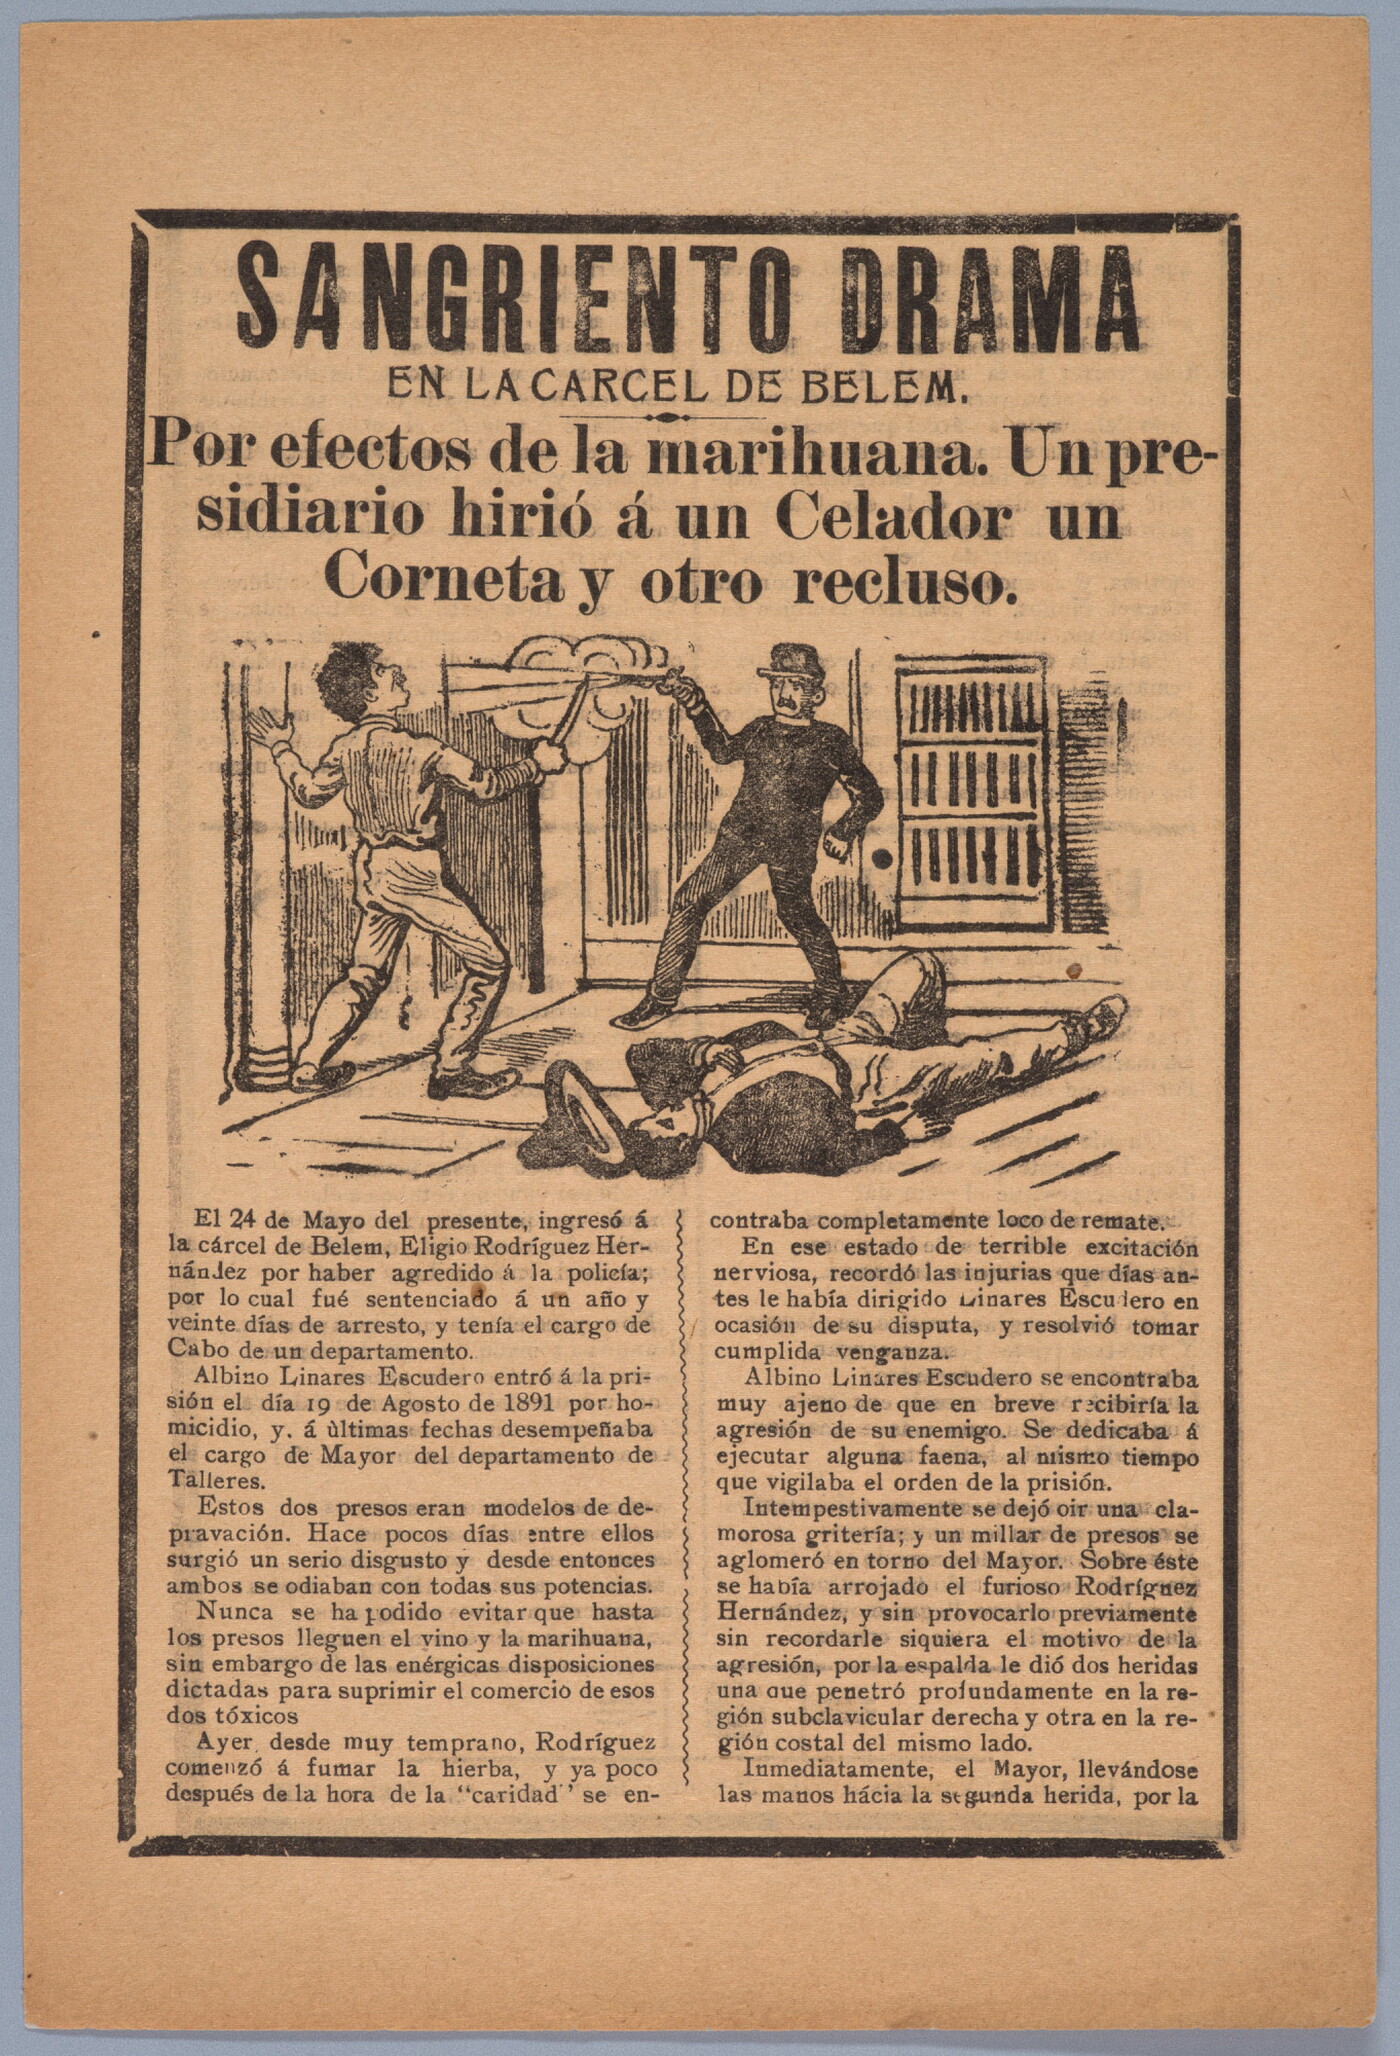 SANGRIENTO DRAMA
EN LA CARCEL DE BELEM.
Por efectos de la marihuana. Un pre-
sidiario hirió á un Celador un
Corneta y otro recluso.
El 24 de Mayo del presente, ingresó á
la cárcel de Belem, Eligio Rodríguez Her-
nández por haber agredido á la policía;
por lo cual fué sentenciado á un año y
veinte días de arresto, y tenía el cargo de
Cabo de un departamento.
Albino Linares Escudero entró á la pri-
sión el día 19 de Agosto de 1891 por ho-
micidio, y. á ùltimas fechas desempeñaba
el cargo de Mayor del departamento de
Talleres.
Estos dos presos eran modelos de de-
pravación. Hace pocos días entre ellos
surgió un serio disgusto y desde entonces
ambos se odiaban con todas sus potencias.
Nunca se ha podido evitar que hasta
los presos lleguen el vino y la marihuana,
sin embargo de las enérgicas disposiciones
dictadas para suprimir el comercio de esos
dos tóxicos
Ayer desde muy temprano, Rodríguez
comenzó á fumar la hierba, y ya poco
después de la hora de la "caridad" se en-
contraba completamente loco de remate.
En ese estado de terrible excitación
nerviosa, recordó las injurias que días an-
tes le había dirigido Linares Escudero en
ocasión de su disputa, y resolvió tomar
cumplida venganza.
Albino Linares Escudero se encontraba
muy ajeno de que en breve recibiría la
agresión de su enemigo. Se dedicaba á
ejecutar alguna faena, al mismo tiempo
que vigilaba el orden de la prisión.
Intempestivamente se dejó oir una cla-
morosa gritería; y un millar de presos se
aglomeró en torno del Mayor. Sobre éste
se había arrojado el furioso Rodríguez
Hernández, y sin provocarlo previamente
sin recordarle siquiera el motivo de la
agresión, por la espalda le dió dos heridas
una que penetró profundamente en la re-
gión subclavicular derecha y otra en la re-
gión costal del mismo lado.
Inmediatamente, el Mayor, llevándose
las manos hácia la segunda herida, por la